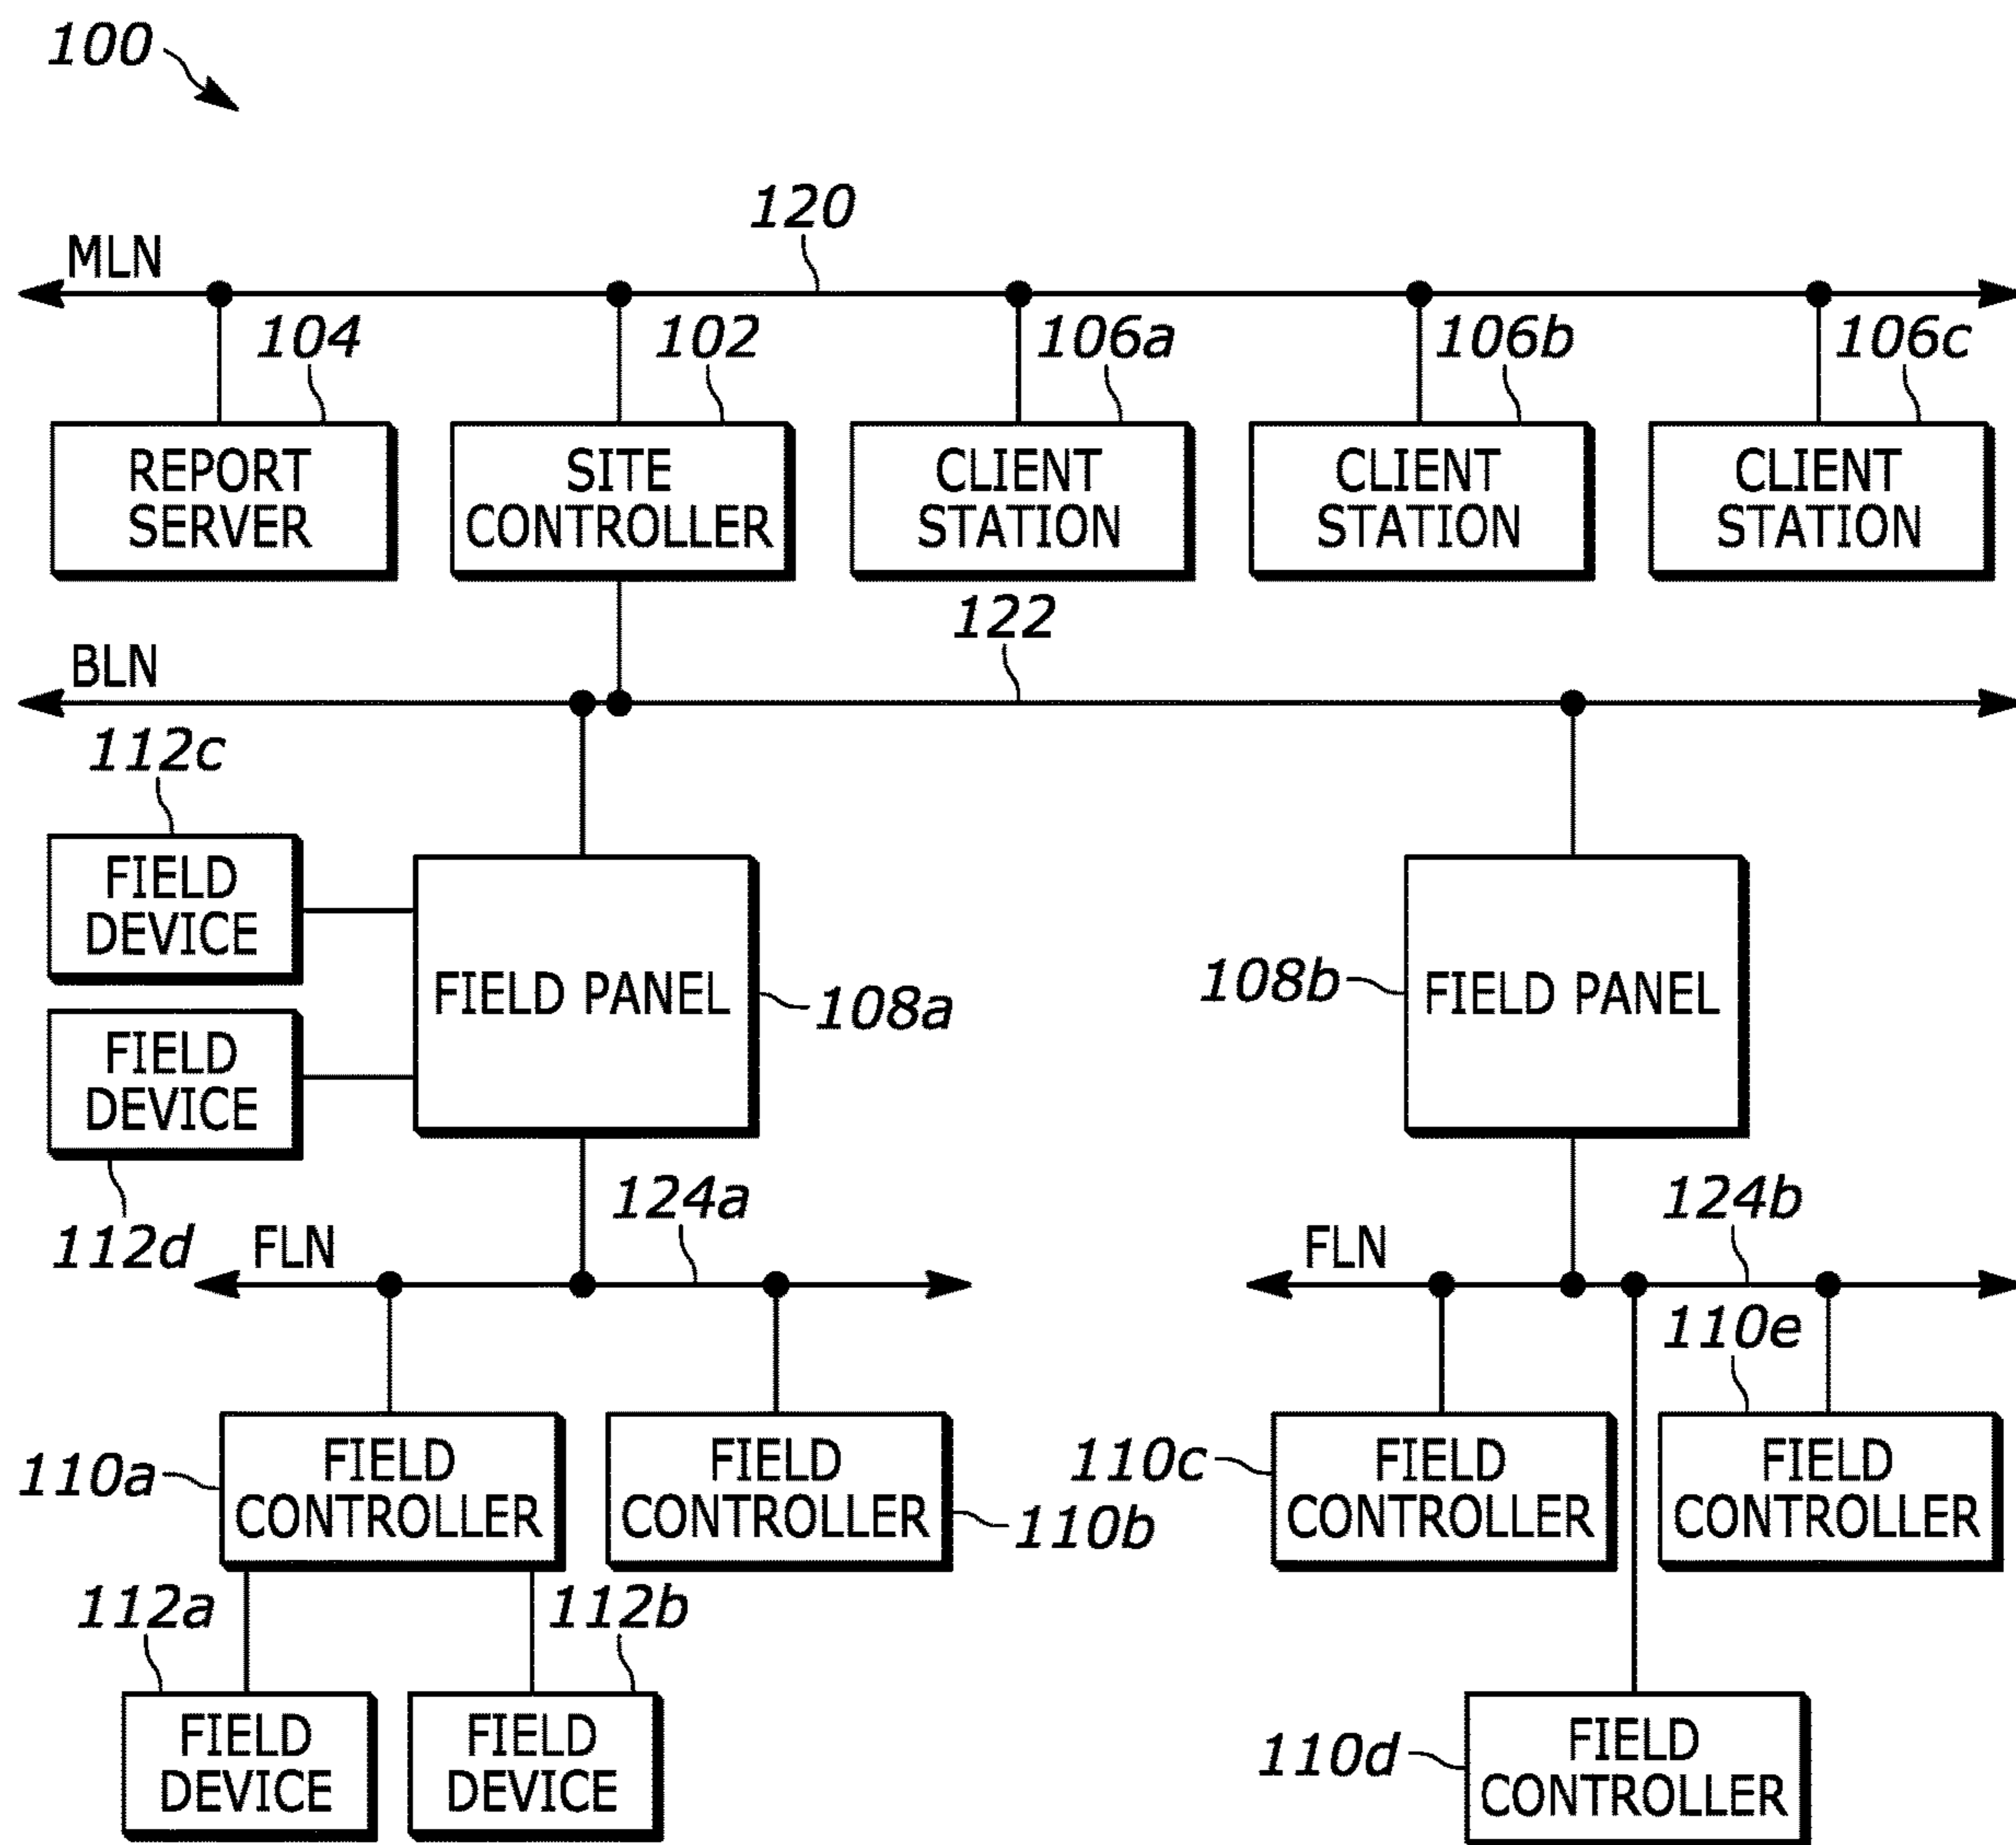 100
120
MLN
104
102
106a
106b
106c
REPORT
SERVER
SITE
CONTROLLER
CLIENT
STATION
CLIENT
STATION
CLIENT
STATION
122
BLN
112c
FIELD
DEVICE
FIELD PANEL
108a
108b
FIELD PANEL
FIELD
DEVICE
112d
124a
FLN
124b
FLN
110e
110a
FIELD
CONTROLLER
FIELD
CONTROLLER
110b
110c
FIELD
CONTROLLER
FIELD
CONTROLLER
112a
112b
FIELD
DEVICE
FIELD
DEVICE
110d
FIELD
CONTROLLER